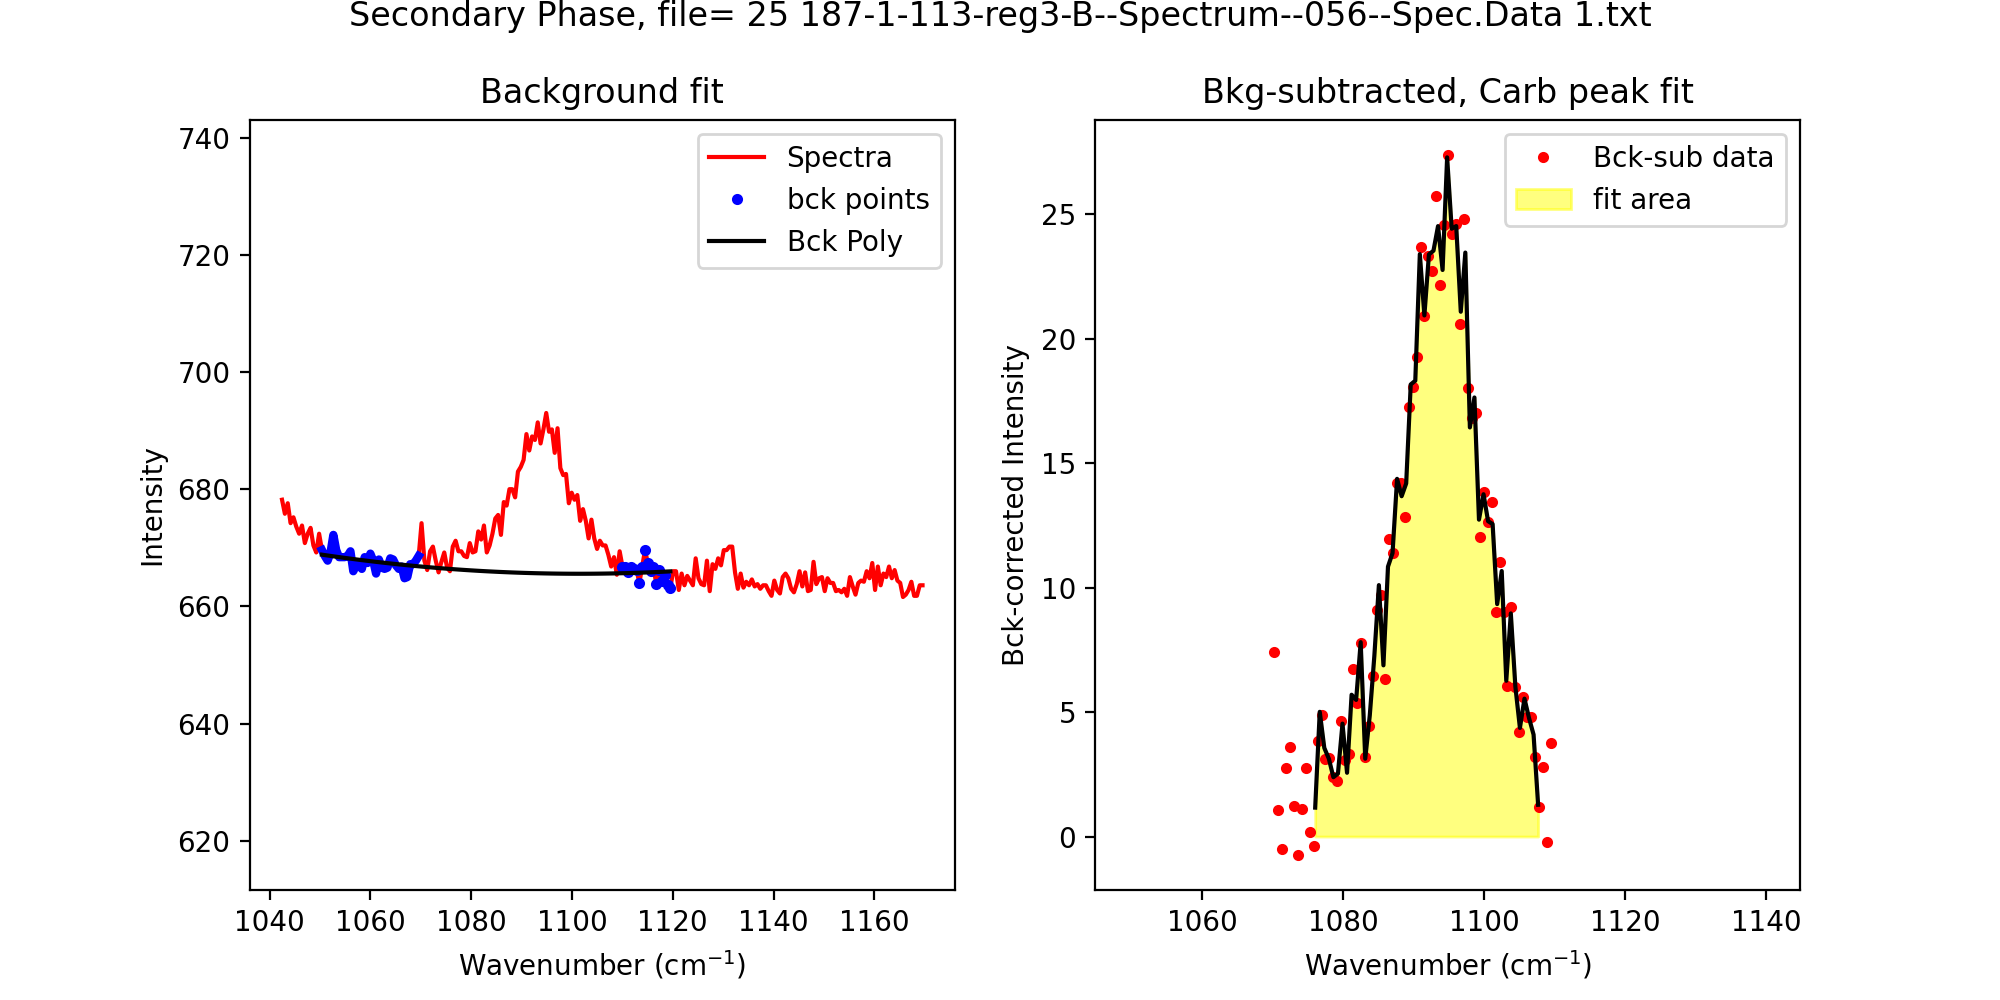 Secondary Phase, file= 25 187-1-113-reg3-B--Spectrum--056--Spec.Data 1.txt
Background fit
740
720
700
680
660
640
620
Intensity
Spectra
bck points
Bck Poly
1040 1060 1080 1100 1120 1140 1160
Wavenumber (cm⁻¹)
Bkg-subtracted, Carb peak fit
25
20
15
10
5
0
Bck-corrected Intensity
Bck-sub data
fit area
1060 1080 1100 1120 1140
Wavenumber (cm⁻¹)